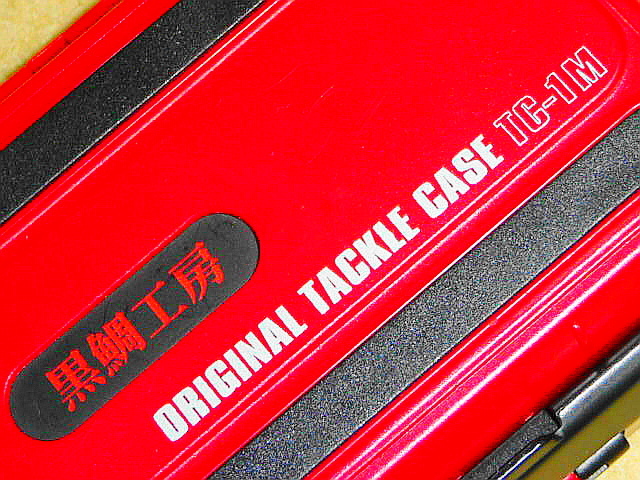 黒鯛工房
ORIGINAL TACKLE CASE TC-1M